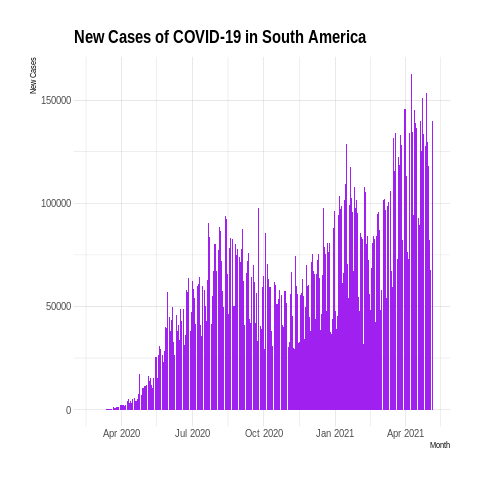 New Cases of COVID-19 in South America
New Cases
150000
100000
50000
0
Apr 2020 Jul 2020 Oct 2020 Jan 2021 Apr 2021
Month